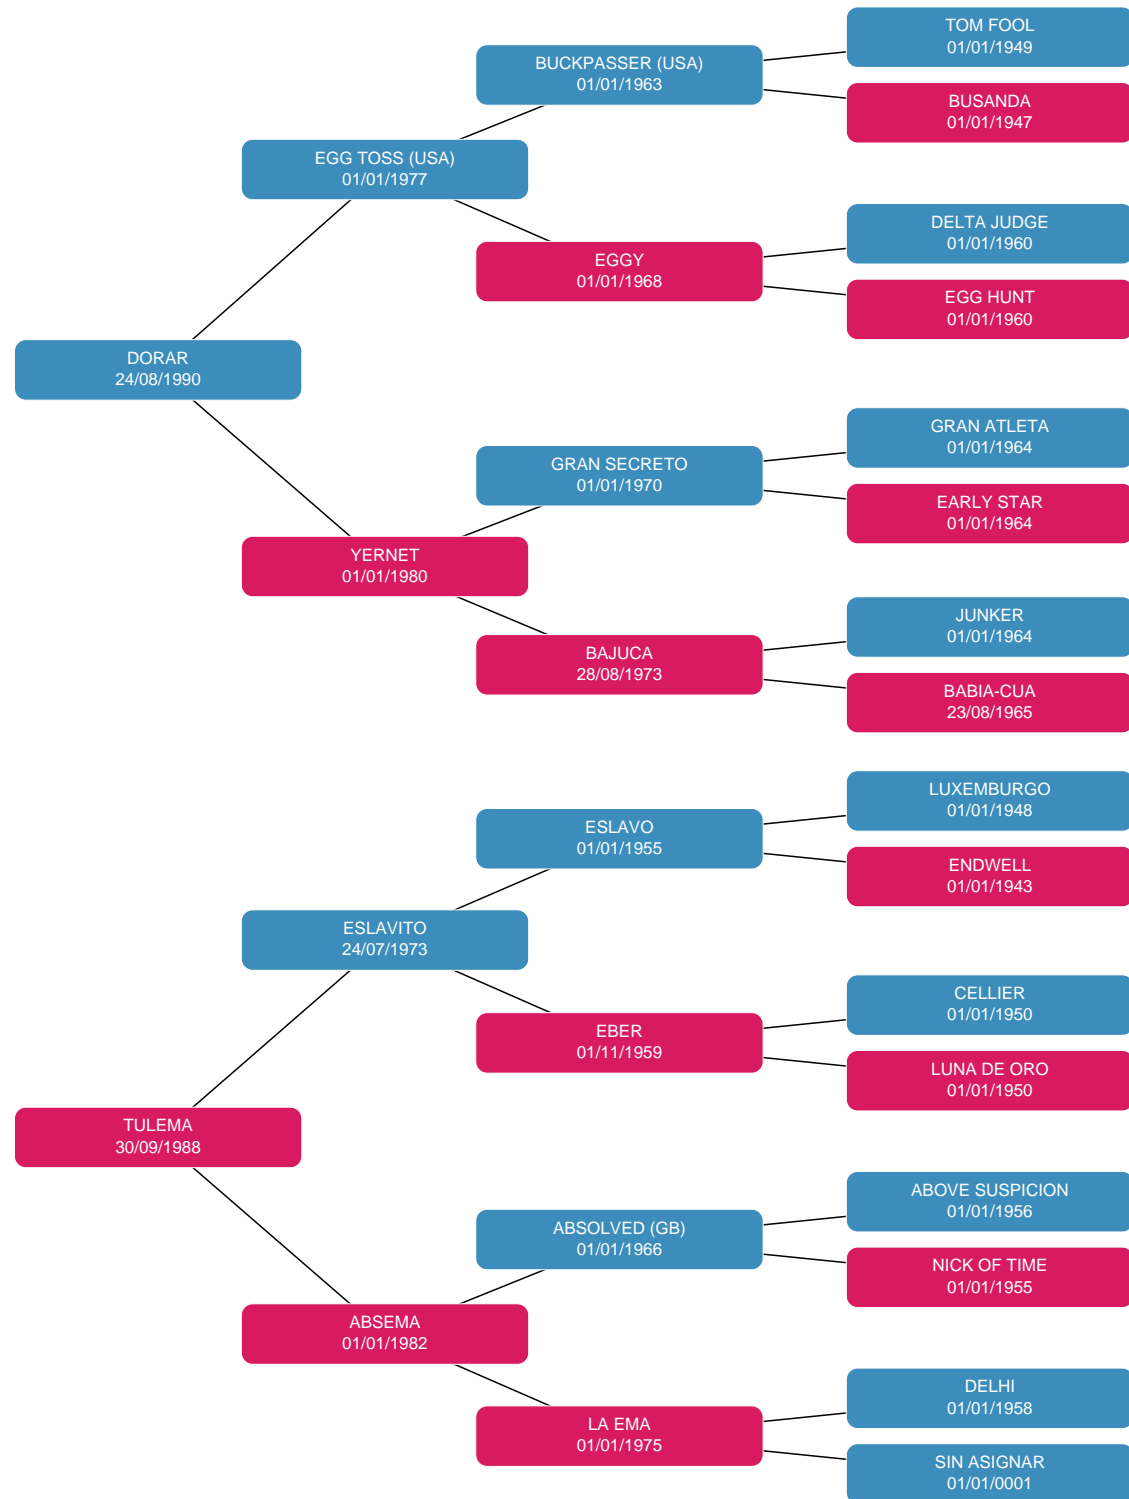 TOM FOOL
01/01/1949
BUCKPASSER (USA)
01/01/1963
BUSANDA
01/01/1947
EGG TOSS (USA)
01/01/1977
DELTA JUDGE
01/01/1960
EGGY
01/01/1968
EGG HUNT
01/01/1960
DORAR
24/08/1990
GRAN ATLETA
01/01/1964
GRAN SECRETO
01/01/1970
EARLY STAR
01/01/1964
YERNET
01/01/1980
JUNKER
01/01/1964
BAJUCA
28/08/1973
BABIA-CUA
23/08/1965
LUXEMBURGO
01/01/1948
ESLAVO
01/01/1955
ENDWELL
01/01/1943
ESLAVITO
24/07/1973
CELLIER
01/01/1950
EBER
01/11/1959
LUNA DE ORO
01/01/1950
TULEMA
30/09/1988
ABOVE SUSPICION
01/01/1956
ABSOLVED (GB)
01/01/1966
NICK OF TIME
01/01/1955
ABSEMA
01/01/1982
DELHI
01/01/1958
LA EMA
01/01/1975
SIN ASIGNAR
01/01/0001